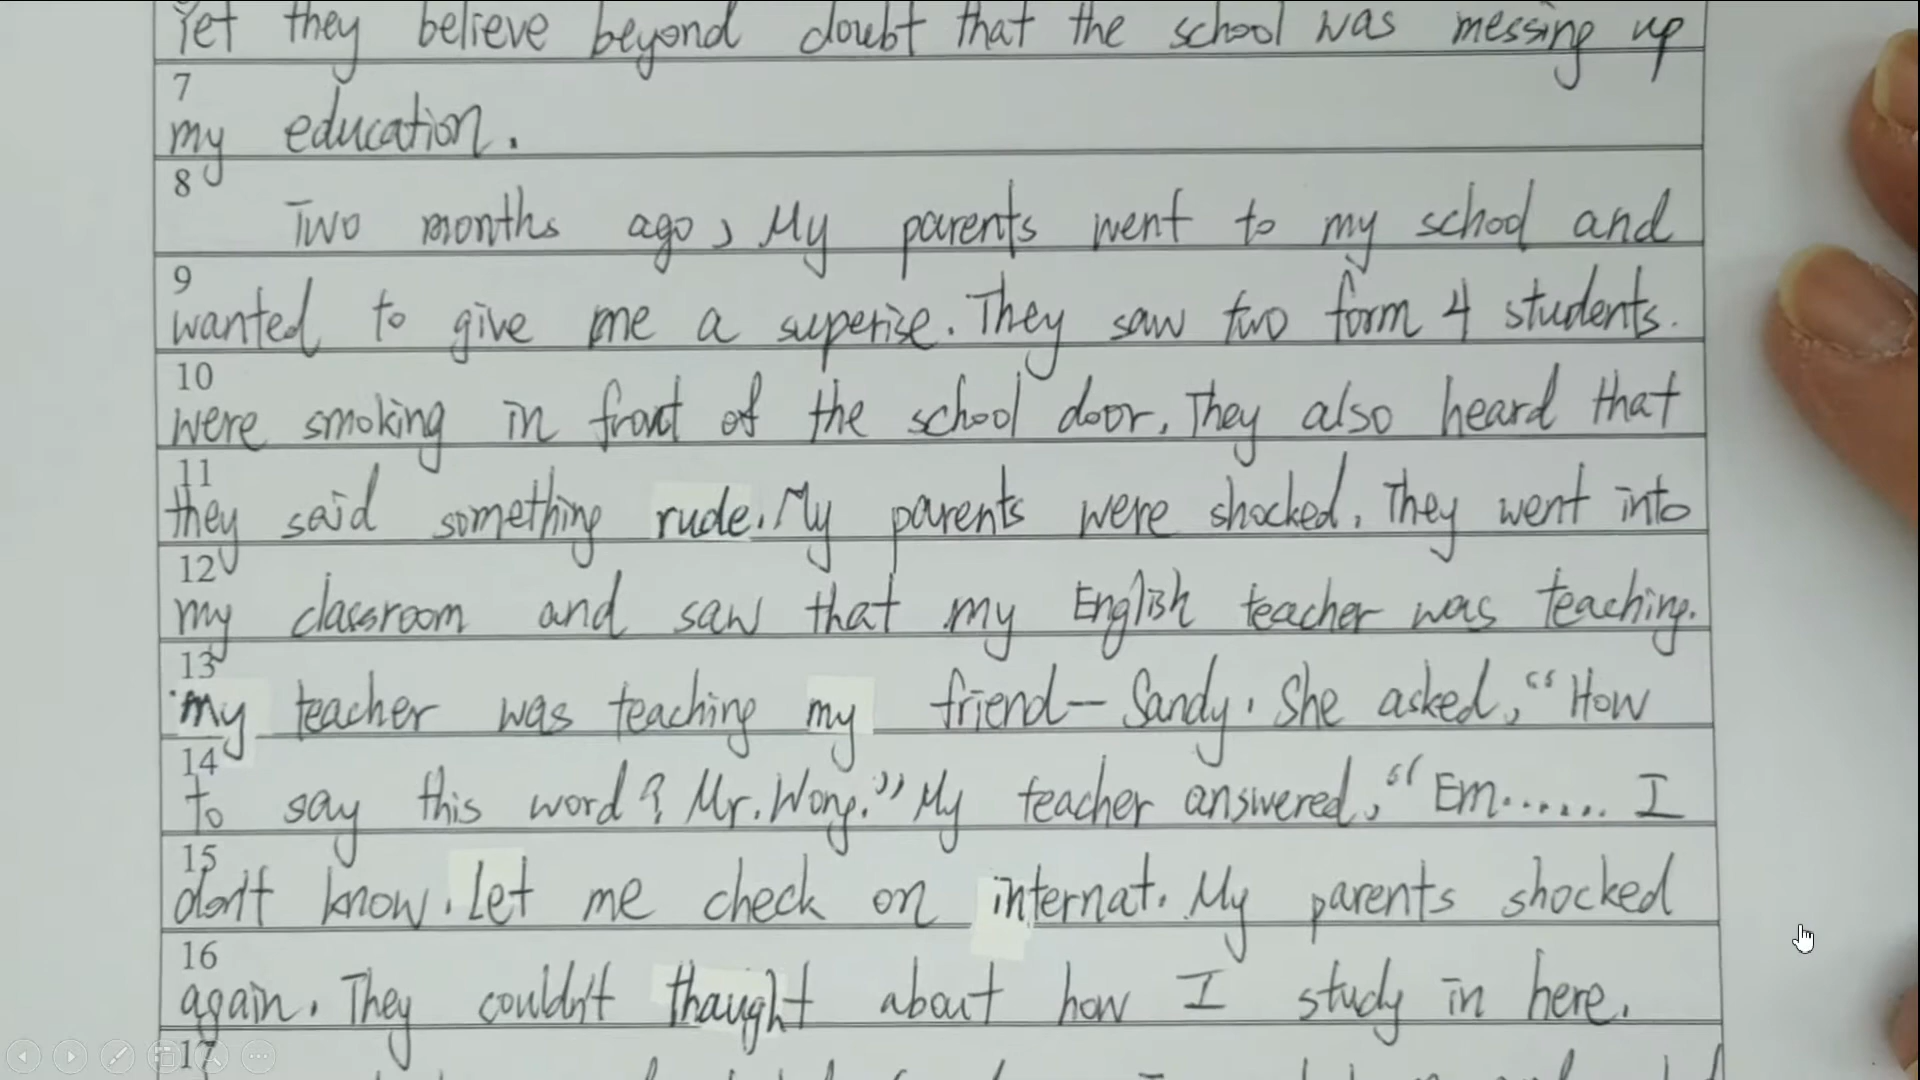 Yet they believe beyond doubt that the school was messing up
7
my education.
8
Two months ago, My parents went to my school and
9
wanted to give me a superise. They saw two form 4 students.
10
were smoking in front of the school door. They also heard that
11
they said something rude. My parents were shocked. They went into
12
my classroom and saw that my English teacher was teaching.
13
my teacher was teaching my friend— Sandy. She asked, “How
14
to say this word? Mr. Wong.” My teacher answered, “Em...... I
15
don't know. Let me check on internat. My parents shocked
16
again. They couldn't thaught about how I study in here.
17